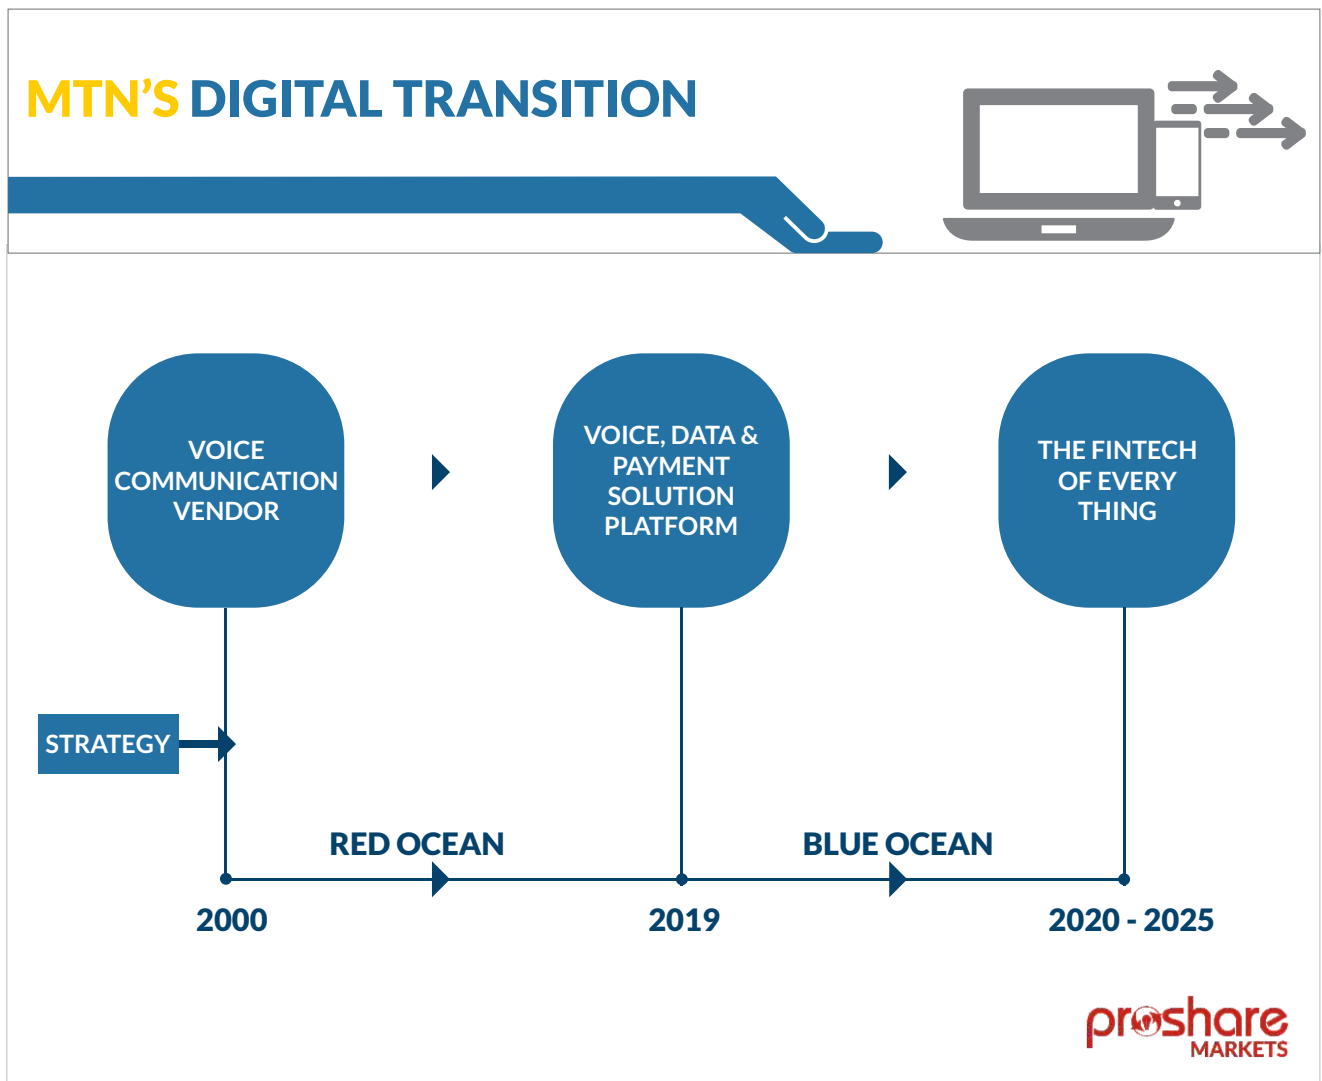 MTN'S DIGITAL TRANSITION
VOICE
COMMUNICATION
VENDOR
VOICE, DATA &
PAYMENT
SOLUTION
PLATFORM
THE FINTECH
OF EVERY
THING
STRATEGY
RED OCEAN
BLUE OCEAN
2000
2019
2020 - 2025
proshare
MARKETS